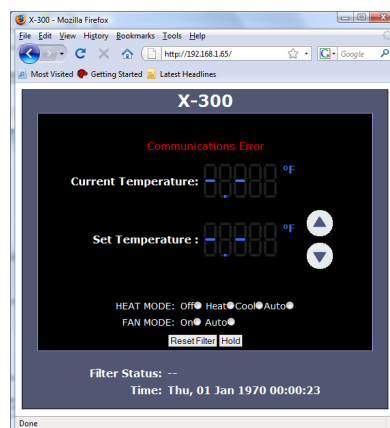 X-300 - Mozilla Firefox
File Edit View History Bookmarks Tools Help
http://192.168.1.65/
Google
Most Visited Getting Started Latest Headlines
X-300
Communications Error
Current Temperature: -.- °F
Set Temperature : -.- °F
HEAT MODE: Off Heat Cool Auto
FAN MODE: On Auto
Reset Filter Hold
Filter Status: --
Time: Thu, 01 Jan 1970 00:00:23
Done